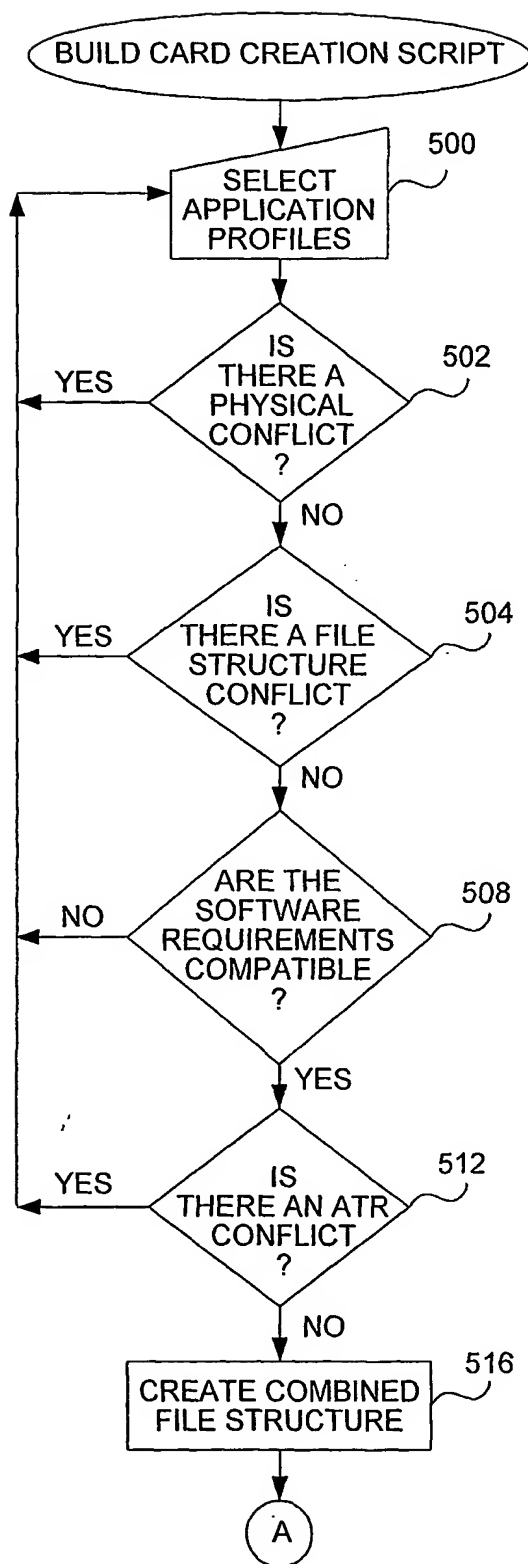 BUILD CARD CREATION SCRIPT
500
SELECT
APPLICATION
PROFILES
IS
THERE A
PHYSICAL
CONFLICT
?
502
YES
NO
IS
THERE A FILE
STRUCTURE
CONFLICT
?
504
YES
NO
ARE THE
SOFTWARE
REQUIREMENTS
COMPATIBLE
?
508
NO
YES
IS
THERE AN ATR
CONFLICT
?
512
YES
NO
516
CREATE COMBINED
FILE STRUCTURE
A